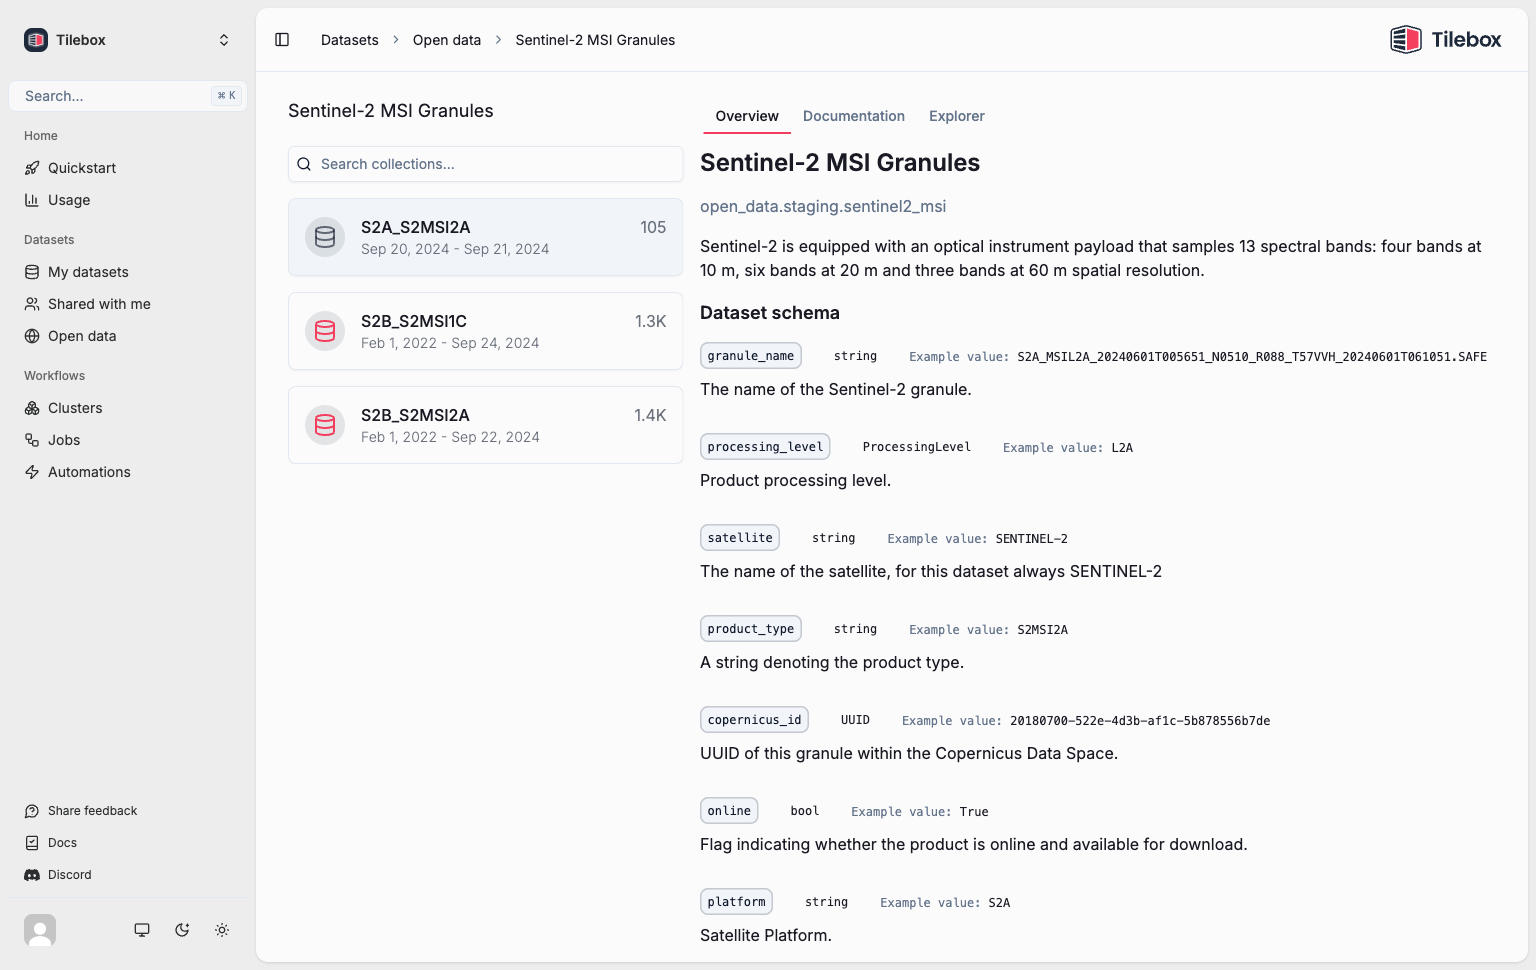 Tilebox
Search...
⌘ K
Home
Quickstart
Usage
Datasets
My datasets
Shared with me
Open data
Workflows
Clusters
Jobs
Automations
Share feedback
Docs
Discord
Datasets > Open data > Sentinel-2 MSI Granules
Tilebox
Sentinel-2 MSI Granules
Search collections...
S2A_S2MSI2A 105
Sep 20, 2024 - Sep 21, 2024
S2B_S2MSI1C 1.3K
Feb 1, 2022 - Sep 24, 2024
S2B_S2MSI2A 1.4K
Feb 1, 2022 - Sep 22, 2024
Overview Documentation Explorer
Sentinel-2 MSI Granules
open_data.staging.sentinel2_msi
Sentinel-2 is equipped with an optical instrument payload that samples 13 spectral bands: four bands at
10 m, six bands at 20 m and three bands at 60 m spatial resolution.
Dataset schema
granule_name string Example value: S2A_MSIL2A_20240601T005651_N0510_R088_T57VVH_20240601T061051.SAFE
The name of the Sentinel-2 granule.
processing_level ProcessingLevel Example value: L2A
Product processing level.
satellite string Example value: SENTINEL-2
The name of the satellite, for this dataset always SENTINEL-2
product_type string Example value: S2MSI2A
A string denoting the product type.
copernicus_id UUID Example value: 20180700-522e-4d3b-af1c-5b878556b7de
UUID of this granule within the Copernicus Data Space.
online bool Example value: True
Flag indicating whether the product is online and available for download.
platform string Example value: S2A
Satellite Platform.